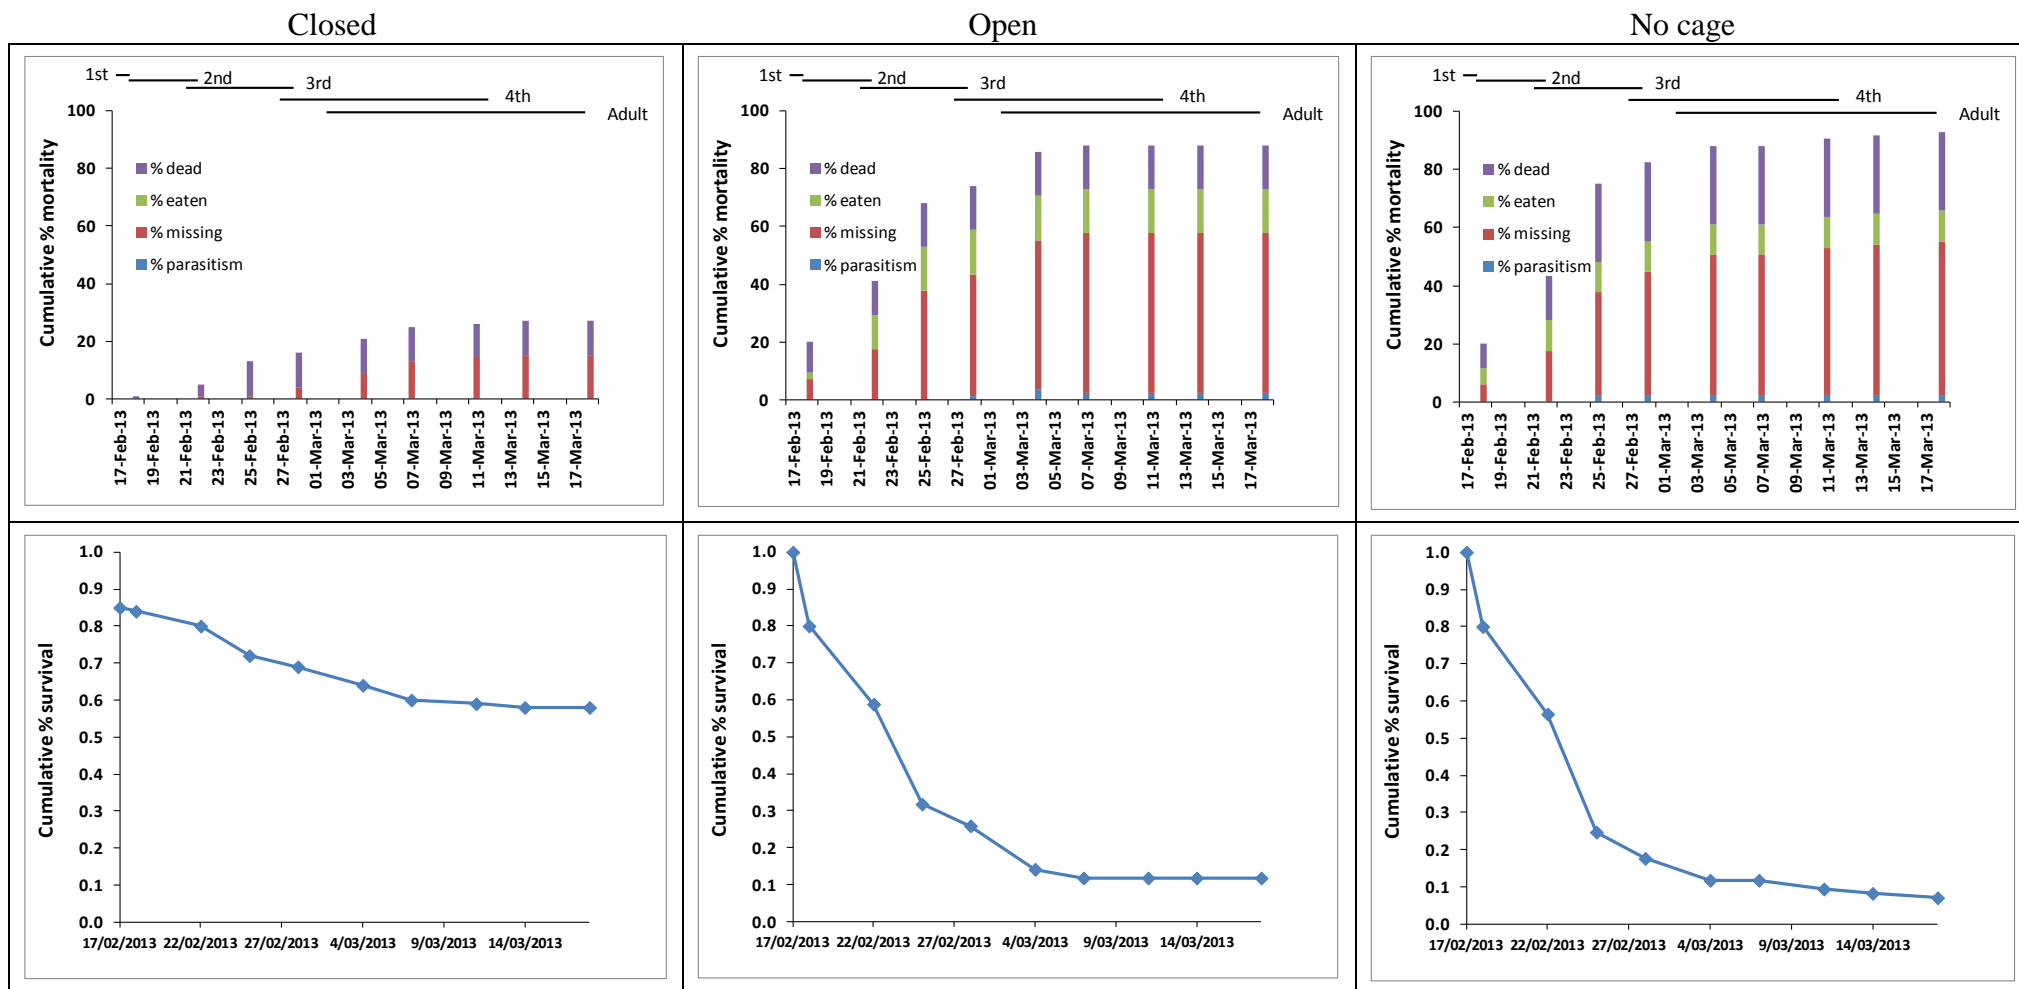 Closed
Open
No cage
1st
2nd
3rd
4th
Adult
100
80
60
40
20
0
Cumulative % mortality
% dead
% eaten
% missing
% parasitism
17-Feb-13
19-Feb-13
21-Feb-13
23-Feb-13
25-Feb-13
27-Feb-13
01-Mar-13
03-Mar-13
05-Mar-13
07-Mar-13
09-Mar-13
11-Mar-13
13-Mar-13
15-Mar-13
17-Mar-13
1st
2nd
3rd
4th
Adult
100
80
60
40
20
0
Cumulative % mortality
% dead
% eaten
% missing
% parasitism
17-Feb-13
19-Feb-13
21-Feb-13
23-Feb-13
25-Feb-13
27-Feb-13
01-Mar-13
03-Mar-13
05-Mar-13
07-Mar-13
09-Mar-13
11-Mar-13
13-Mar-13
15-Mar-13
17-Mar-13
1st
2nd
3rd
4th
Adult
100
80
60
40
20
0
Cumulative % mortality
% dead
% eaten
% missing
% parasitism
17-Feb-13
19-Feb-13
21-Feb-13
23-Feb-13
25-Feb-13
27-Feb-13
01-Mar-13
03-Mar-13
05-Mar-13
07-Mar-13
09-Mar-13
11-Mar-13
13-Mar-13
15-Mar-13
17-Mar-13
1.0
0.9
0.8
0.7
0.6
0.5
0.4
0.3
0.2
0.1
0.0
Cumulative % survival
17/02/2013 22/02/2013 27/02/2013 4/03/2013 9/03/2013 14/03/2013
1.0
0.9
0.8
0.7
0.6
0.5
0.4
0.3
0.2
0.1
0.0
Cumulative % survival
17/02/2013 22/02/2013 27/02/2013 4/03/2013 9/03/2013 14/03/2013
1.0
0.9
0.8
0.7
0.6
0.5
0.4
0.3
0.2
0.1
0.0
Cumulative % survival
17/02/2013 22/02/2013 27/02/2013 4/03/2013 9/03/2013 14/03/2013